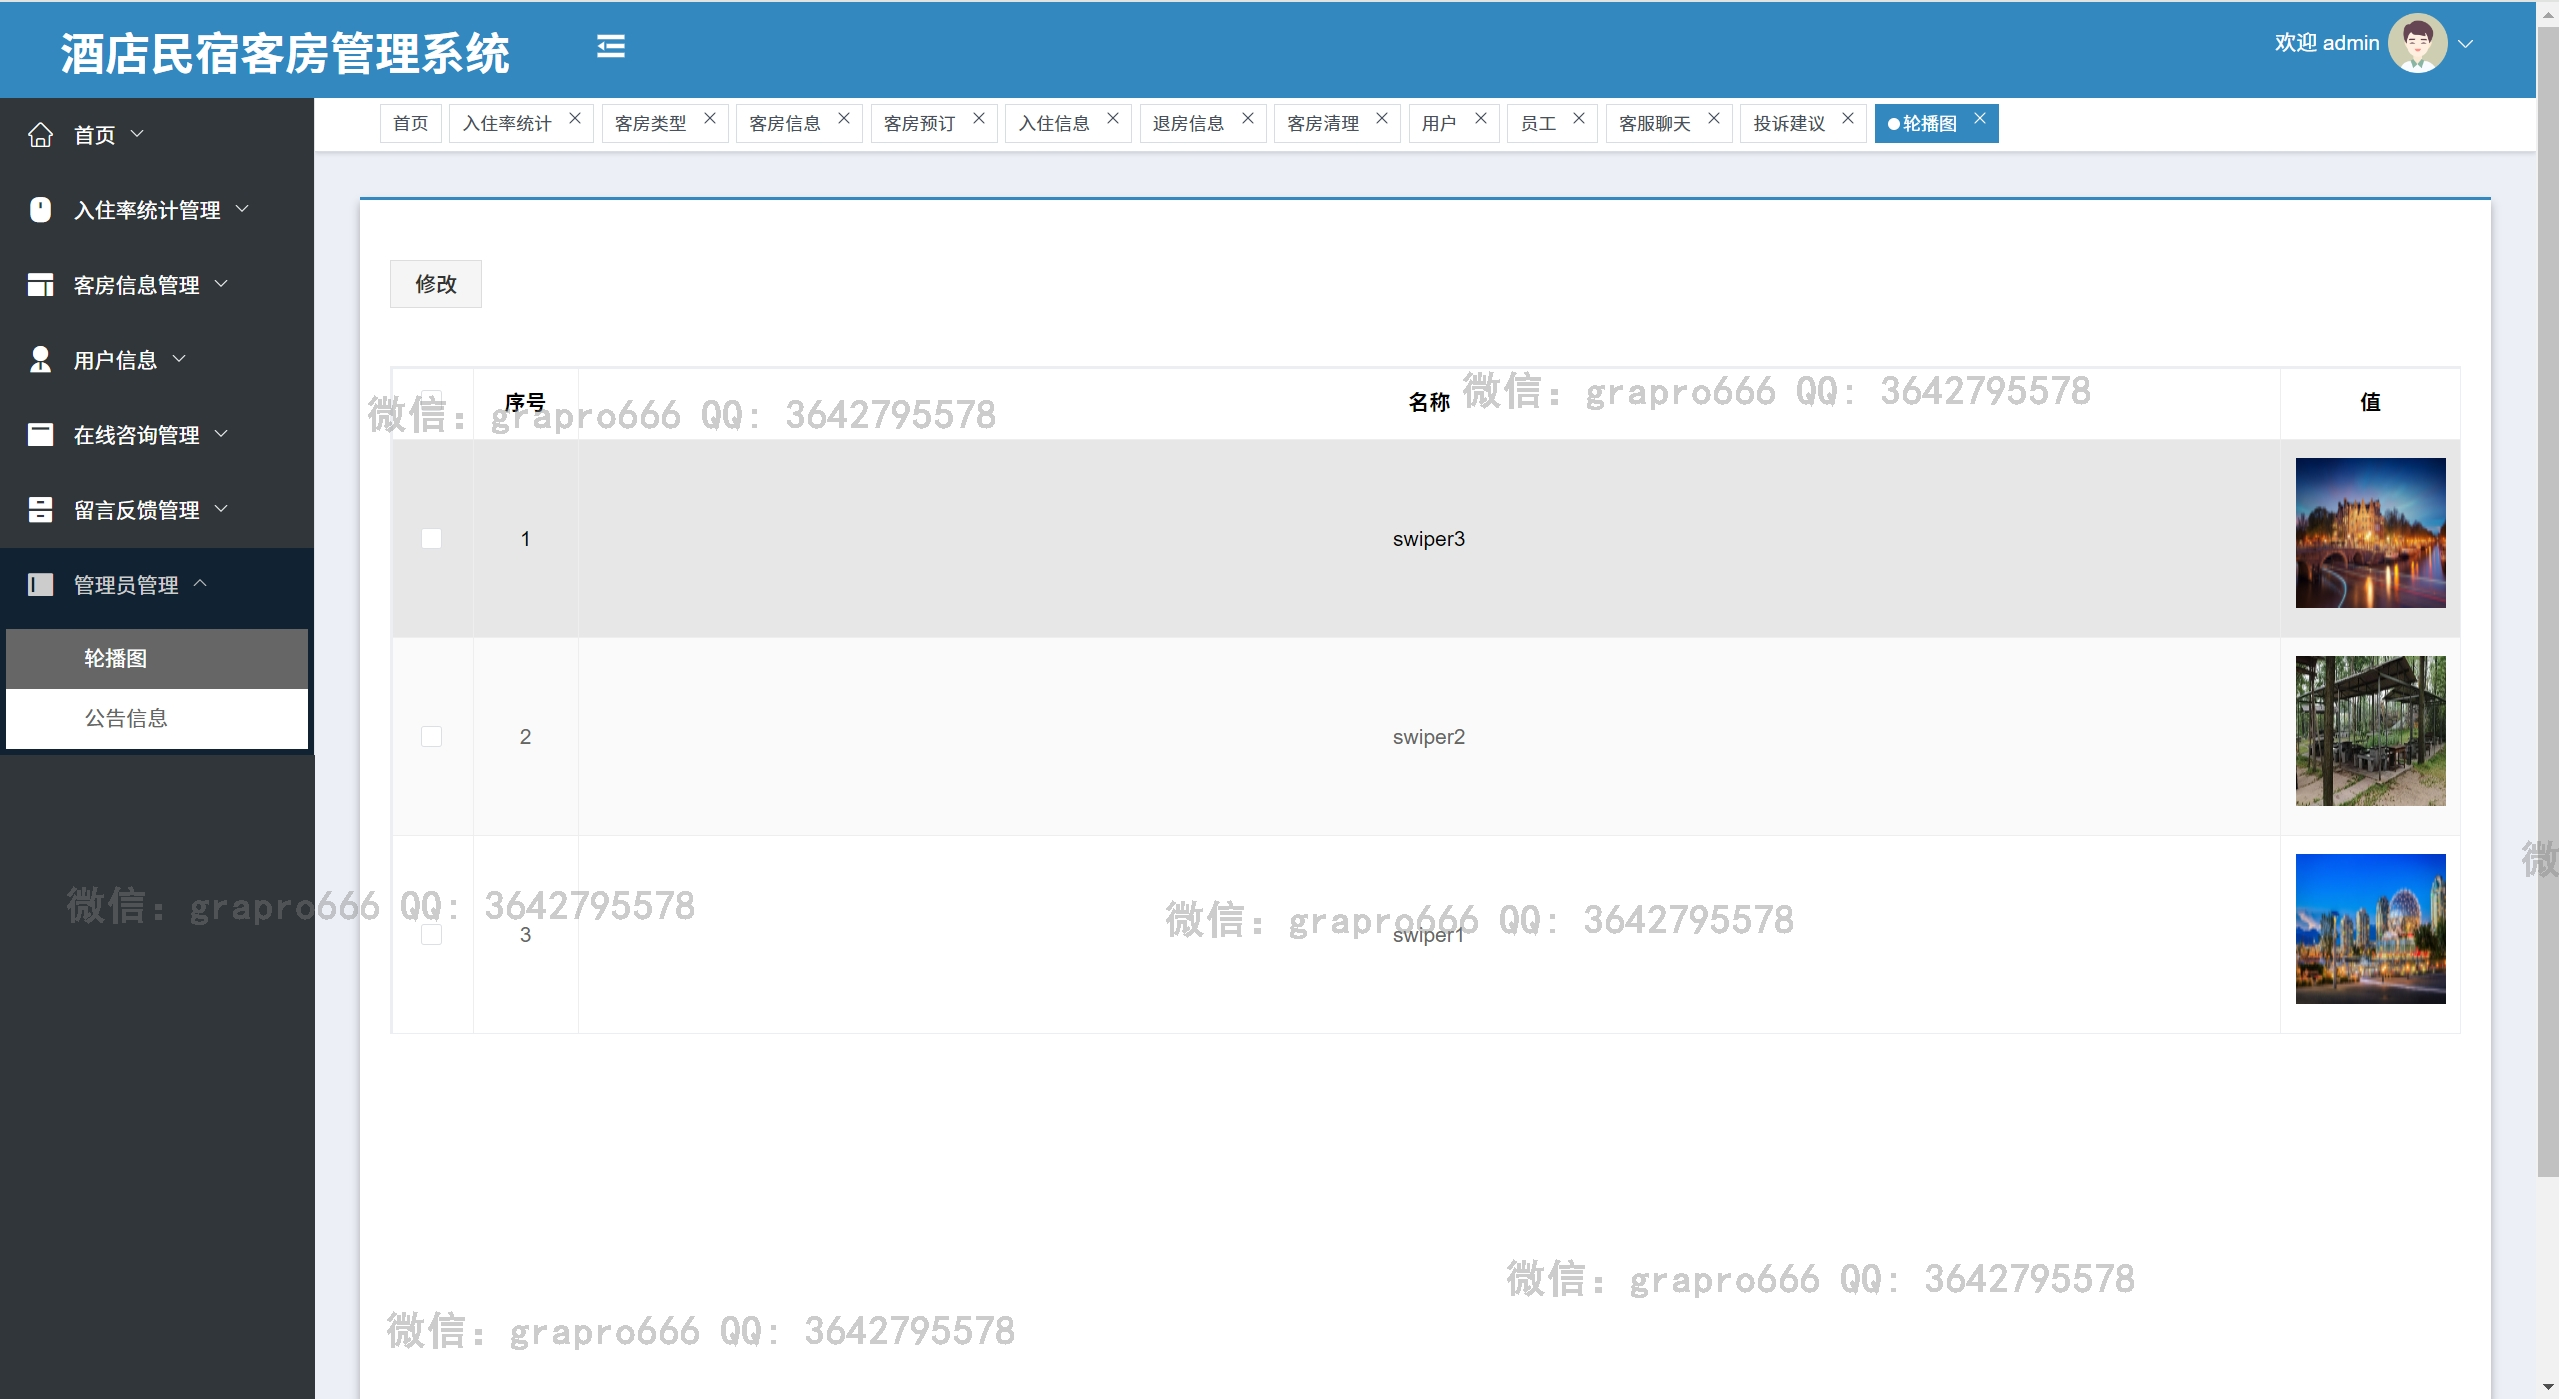 酒店民宿客房管理系统
欢迎 admin
首页
入住率统计
客房类型
客房信息
客房预订
入住信息
退房信息
客房清理
用户
员工
客服聊天
投诉建议
轮播图
首页
入住率统计管理
客房信息管理
用户信息
在线咨询管理
留言反馈管理
管理员管理
轮播图
公告信息
修改
序号 名称 值
微信: grapro666 QQ: 3642795578
微信: grapro666 QQ: 3642795578
1 swiper3
2 swiper2
微
微信: grapro666 QQ: 3642795578
微信: grapro666 QQ: 3642795578
3 swiper1
微信: grapro666 QQ: 3642795578
微信: grapro666 QQ: 3642795578